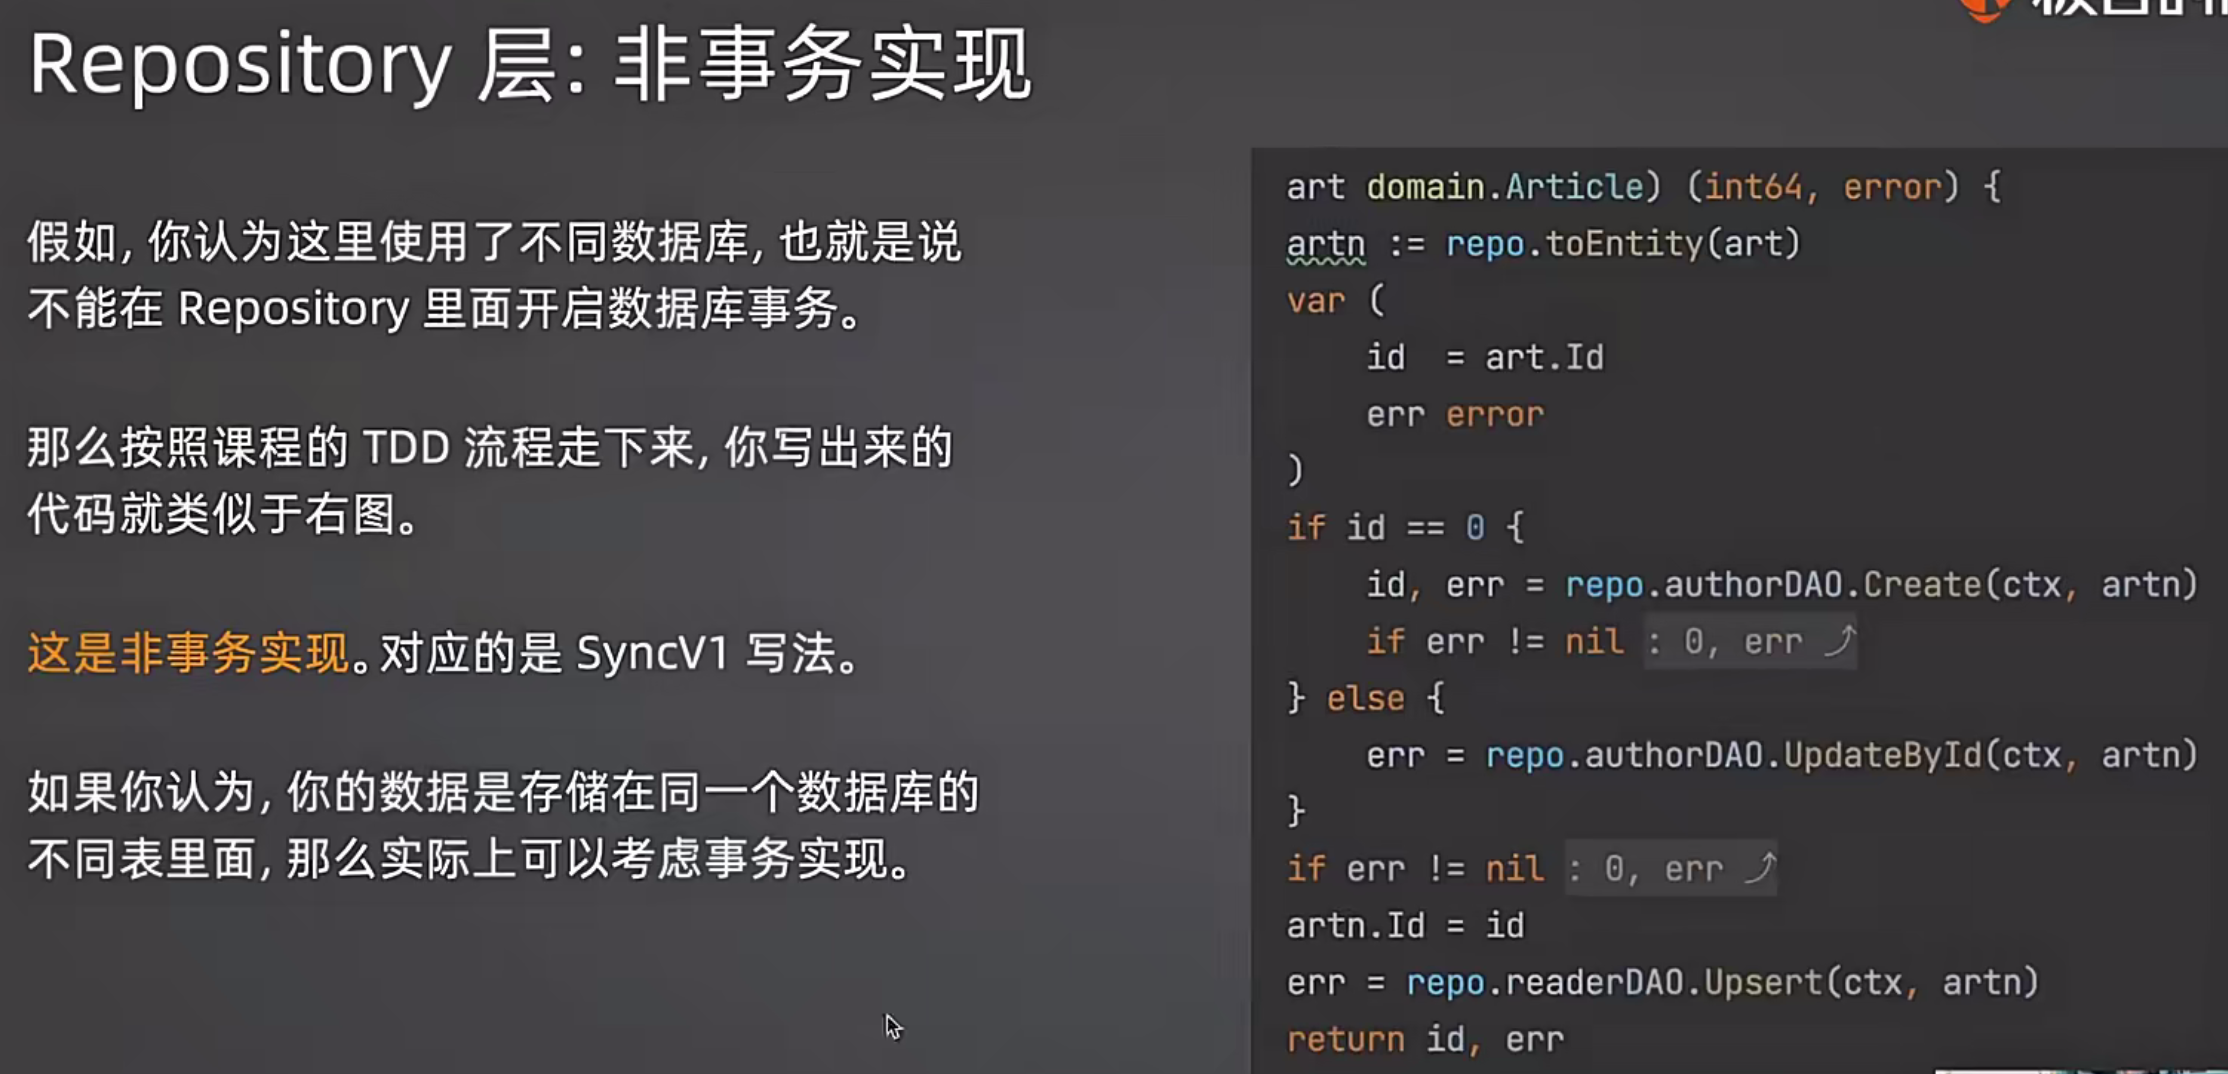 Repository 层: 非事务实现
假如, 你认为这里使用了不同数据库, 也就是说
不能在 Repository 里面开启数据库事务。
那么按照课程的 TDD 流程走下来, 你写出来的
代码就类似于右图。
这是非事务实现。对应的是 SyncV1 写法。
如果你认为, 你的数据是存储在同一个数据库的
不同表里面, 那么实际上可以考虑事务实现。
art domain.Article) (int64, error) {
artn := repo.toEntity(art)
var (
id  = art.Id
err error
)
if id == 0 {
id, err = repo.authorDAO.Create(ctx, artn)
if err != nil : 0, err ⤴
} else {
err = repo.authorDAO.UpdateById(ctx, artn)
}
if err != nil : 0, err ⤴
artn.Id = id
err = repo.readerDAO.Upsert(ctx, artn)
return id, err